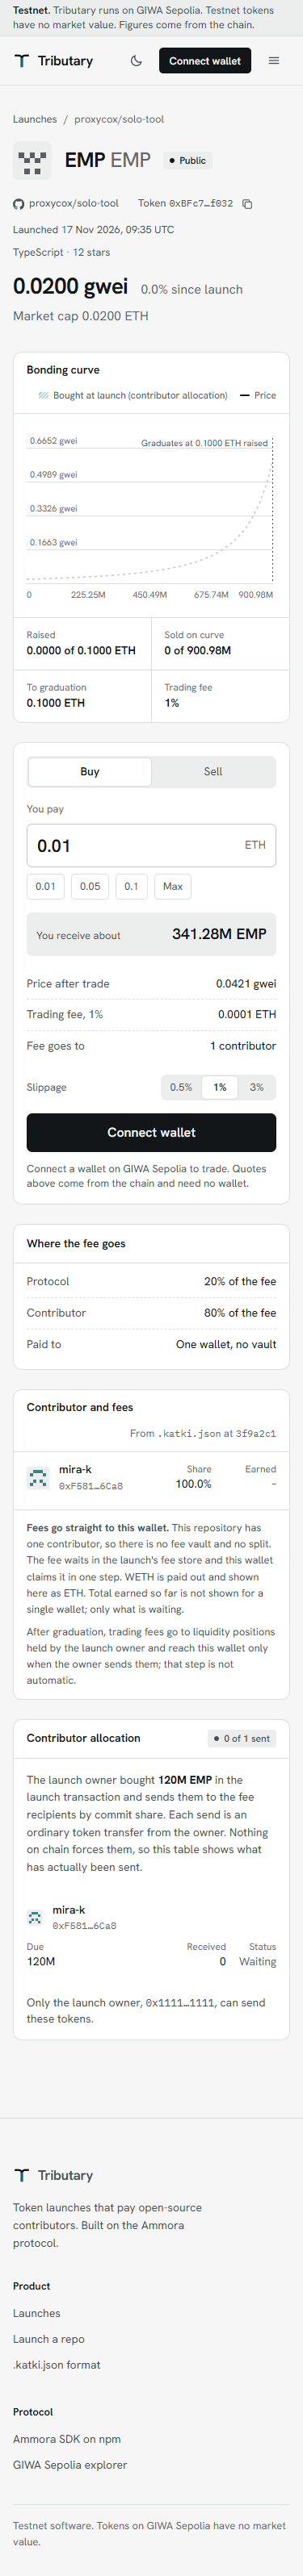 Testnet. Tributary runs on GIWA Sepolia. Testnet tokens
have no market value. Figures come from the chain.
Tributary
Connect wallet
Launches / proxycox/solo-tool
EMP EMP
Public
proxycox/solo-tool
Token 0xBFc7…f032
Launched 17 Nov 2026, 09:35 UTC
TypeScript · 12 stars
0.0200 gwei 0.0% since launch
Market cap 0.0200 ETH
Bonding curve
Bought at launch (contributor allocation)
Price
0.6652 gwei
Graduates at 0.1000 ETH raised
0.4989 gwei
0.3326 gwei
0.1663 gwei
0 225.25M 450.49M 675.74M 900.98M
Raised
0.0000 of 0.1000 ETH
Sold on curve
0 of 900.98M
To graduation
0.1000 ETH
Trading fee
1%
Buy
Sell
You pay
0.01
ETH
0.01 0.05 0.1 Max
You receive about
341.28M EMP
Price after trade
0.0421 gwei
Trading fee, 1%
0.0001 ETH
Fee goes to
1 contributor
Slippage
0.5% 1% 3%
Connect wallet
Connect a wallet on GIWA Sepolia to trade. Quotes
above come from the chain and need no wallet.
Where the fee goes
Protocol
20% of the fee
Contributor
80% of the fee
Paid to
One wallet, no vault
Contributor and fees
From .katki.json at 3f9a2c1
mira-k
0xF581…6Ca8
Share
100.0%
Earned
–
Fees go straight to this wallet. This repository has
one contributor, so there is no fee vault and no split.
The fee waits in the launch's fee store and this wallet
claims it in one step. WETH is paid out and shown
here as ETH. Total earned so far is not shown for a
single wallet; only what is waiting.
After graduation, trading fees go to liquidity positions
held by the launch owner and reach this wallet only
when the owner sends them; that step is not
automatic.
Contributor allocation
0 of 1 sent
The launch owner bought 120M EMP in the
launch transaction and sends them to the fee
recipients by commit share. Each send is an
ordinary token transfer from the owner. Nothing
on chain forces them, so this table shows what
has actually been sent.
mira-k
0xF581…6Ca8
Due
120M
Received
0
Status
Waiting
Only the launch owner, 0x1111…1111, can send
these tokens.
Tributary
Token launches that pay open-source
contributors. Built on the Ammora
protocol.
Product
Launches
Launch a repo
.katki.json format
Protocol
Ammora SDK on npm
GIWA Sepolia explorer
Testnet software. Tokens on GIWA Sepolia have no market
value.